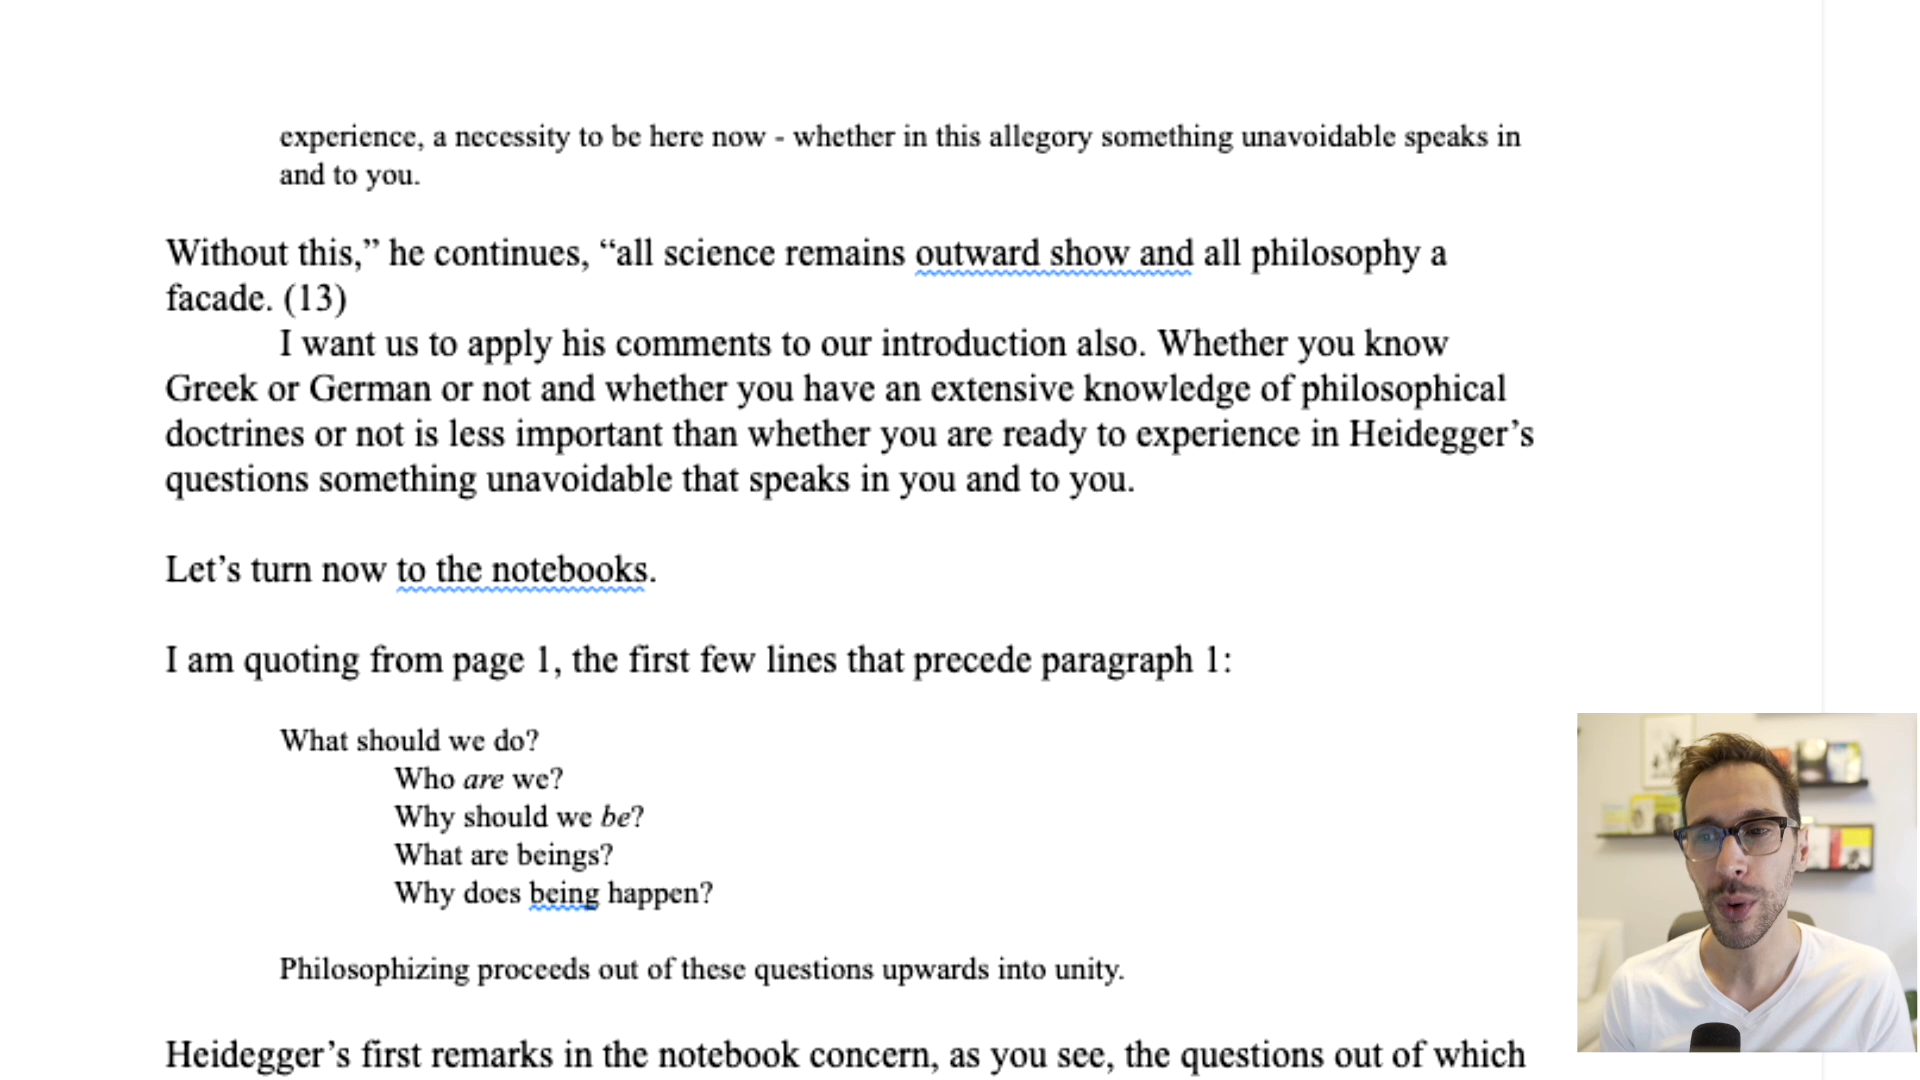 experience, a necessity to be here now - whether in this allegory something unavoidable speaks in
and to you.
Without this,” he continues, “all science remains outward show and all philosophy a
facade. (13)
I want us to apply his comments to our introduction also. Whether you know
Greek or German or not and whether you have an extensive knowledge of philosophical
doctrines or not is less important than whether you are ready to experience in Heidegger’s
questions something unavoidable that speaks in you and to you.
Let’s turn now to the notebooks.
I am quoting from page 1, the first few lines that precede paragraph 1:
What should we do?
Who are we?
Why should we be?
What are beings?
Why does being happen?
Philosophizing proceeds out of these questions upwards into unity.
Heidegger’s first remarks in the notebook concern, as you see, the questions out of which